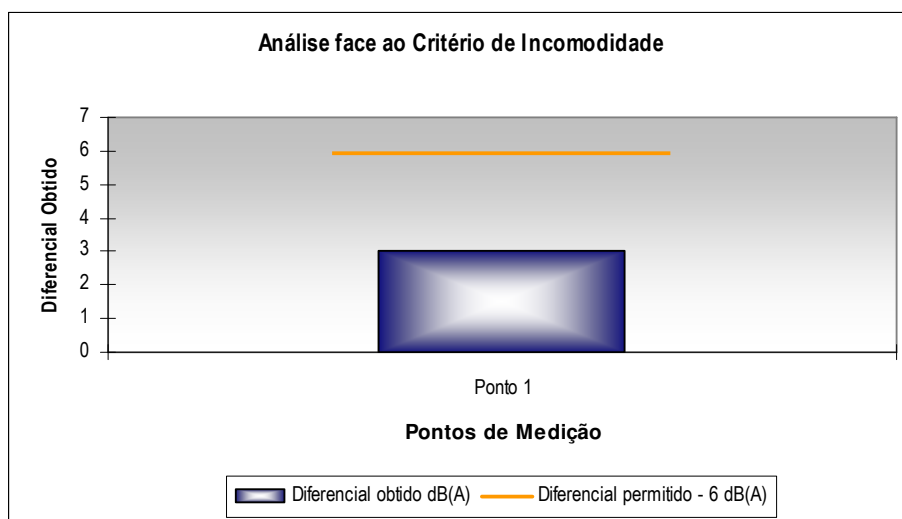 Análise face ao Critério de Incomodidade
Diferencial Obtido
7
6
5
4
3
2
1
0
Ponto 1
Pontos de Medição
Diferencial obtido dB(A) Diferencial permitido - 6 dB(A)